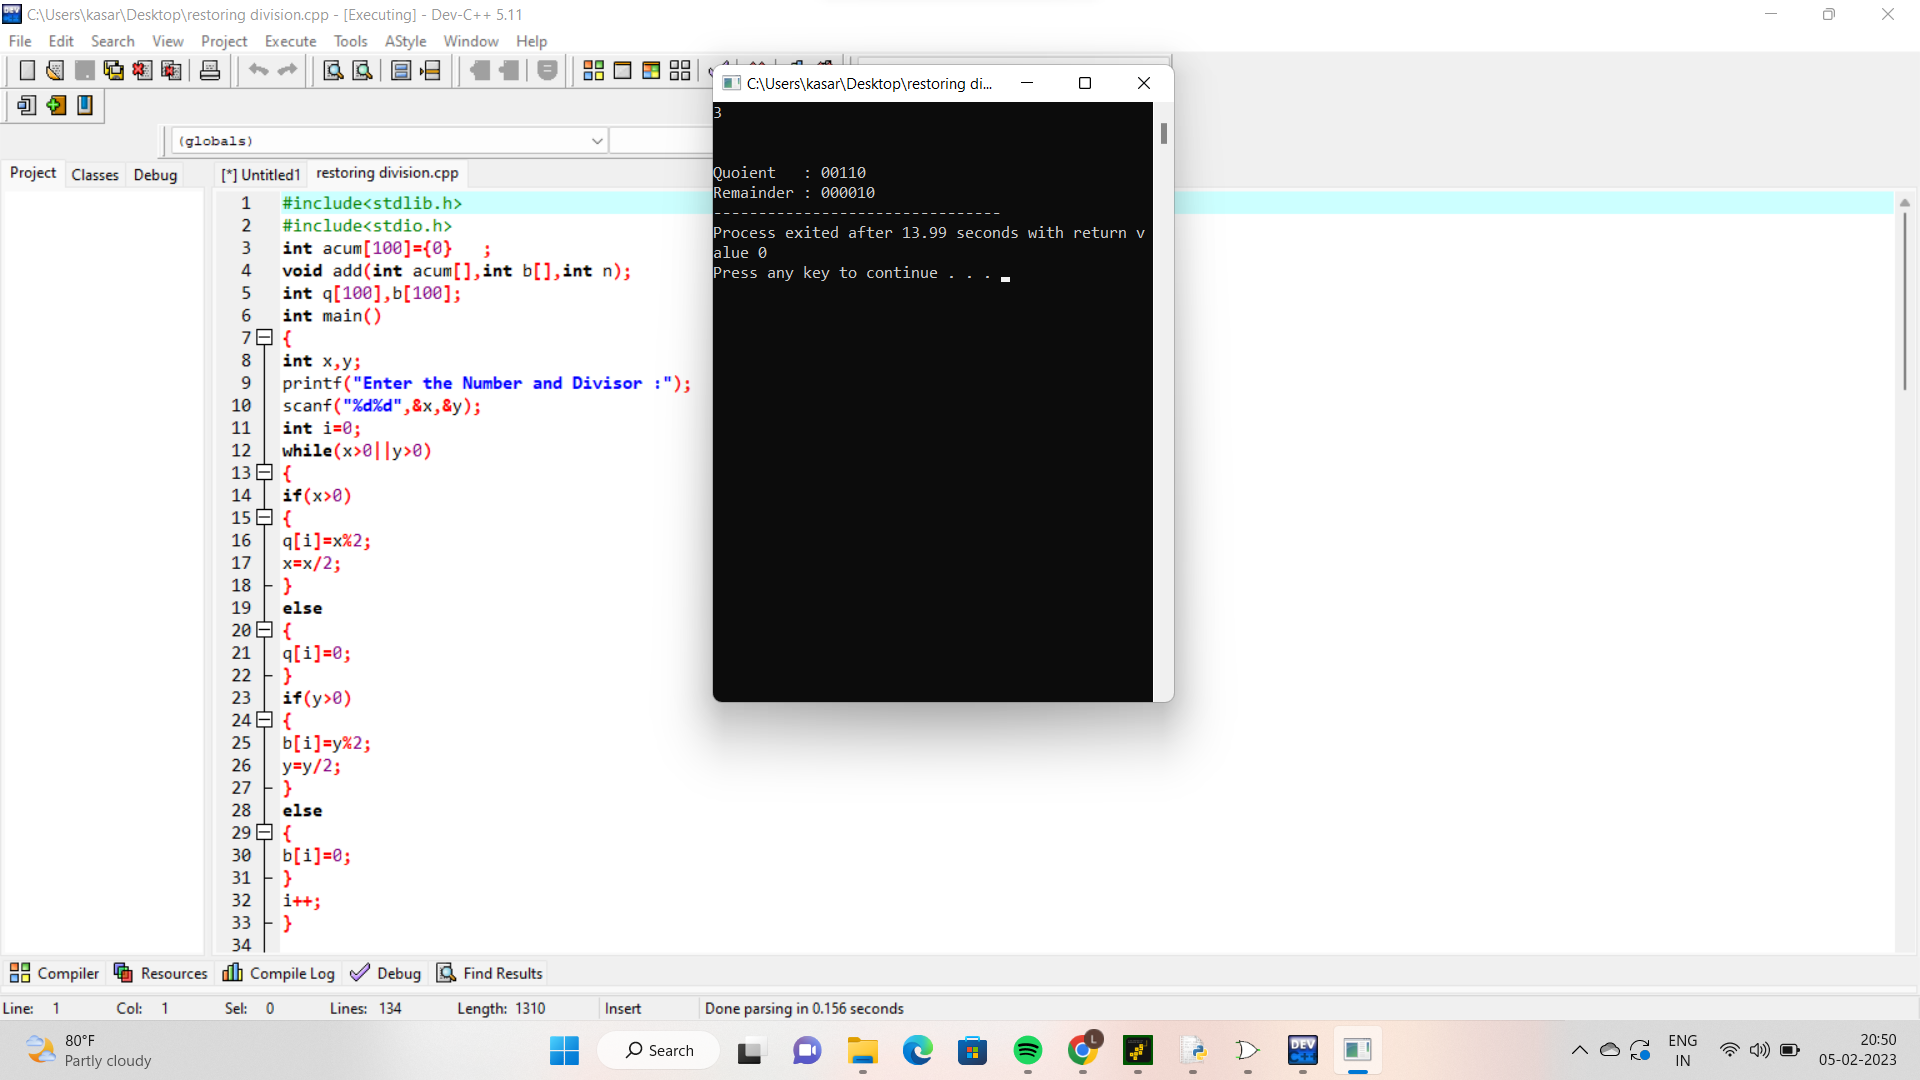 C:\Users\kasar\Desktop\restoring division.cpp - [Executing] - Dev-C++ 5.11
File Edit Search View Project Execute Tools AStyle Window Help
(globals)
Project Classes Debug
[*] Untitled1 restoring division.cpp
1 #include<stdlib.h>
2 #include<stdio.h>
3 int acum[100]={0}   ;
4 void add(int acum[],int b[],int n);
5 int q[100],b[100];
6 int main()
7 {
8 int x,y;
9 printf("Enter the Number and Divisor :");
10 scanf("%d%d",&x,&y);
11 int i=0;
12 while(x>0||y>0)
13 {
14 if(x>0)
15 {
16 q[i]=x%2;
17 x=x/2;
18 }
19 else
20 {
21 q[i]=0;
22 }
23 if(y>0)
24 {
25 b[i]=y%2;
26 y=y/2;
27 }
28 else
29 {
30 b[i]=0;
31 }
32 i++;
33 }
34
C:\Users\kasar\Desktop\restoring di...
3
Quoient   : 00110
Remainder : 000010
--------------------------------
Process exited after 13.99 seconds with return v
alue 0
Press any key to continue . . .
Compiler Resources Compile Log Debug Find Results
Line: 1 Col: 1 Sel: 0 Lines: 134 Length: 1310 Insert Done parsing in 0.156 seconds
80°F
Partly cloudy
Search
L
DEV
C++
ENG
IN
20:50
05-02-2023